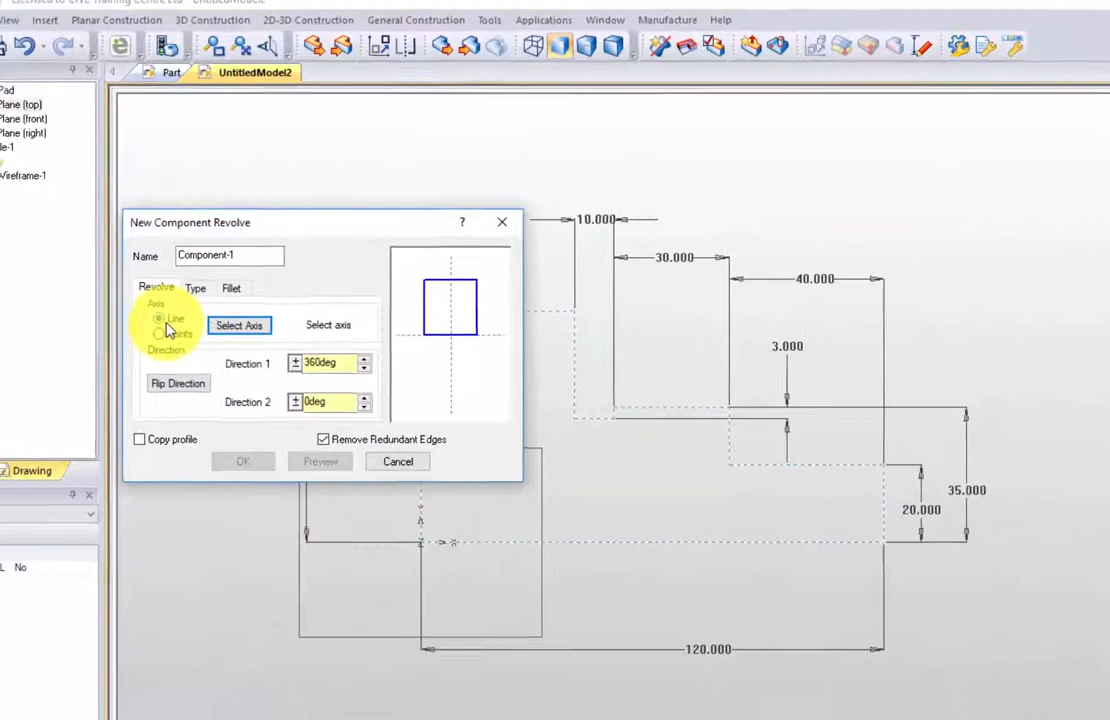 View Insert Planar Construction 3D Construction 2D-3D Construction General Construction Tools Applications Window Manufacture Help
Part UntitledModel2
Pad
Plane (top)
Plane (front)
Plane (right)
le-1
y
Wireframe-1
New Component Revolve ?
Name Component-1
Revolve Type Fillet
Axis
Line
Points
Select Axis
Select axis
Direction
Direction 1 ± 360deg
Flip Direction
Direction 2 ± 0deg
Copy profile Remove Redundant Edges
OK Preview Cancel
Drawing
L No
10.000
30.000
40.000
3.000
35.000
20.000
120.000